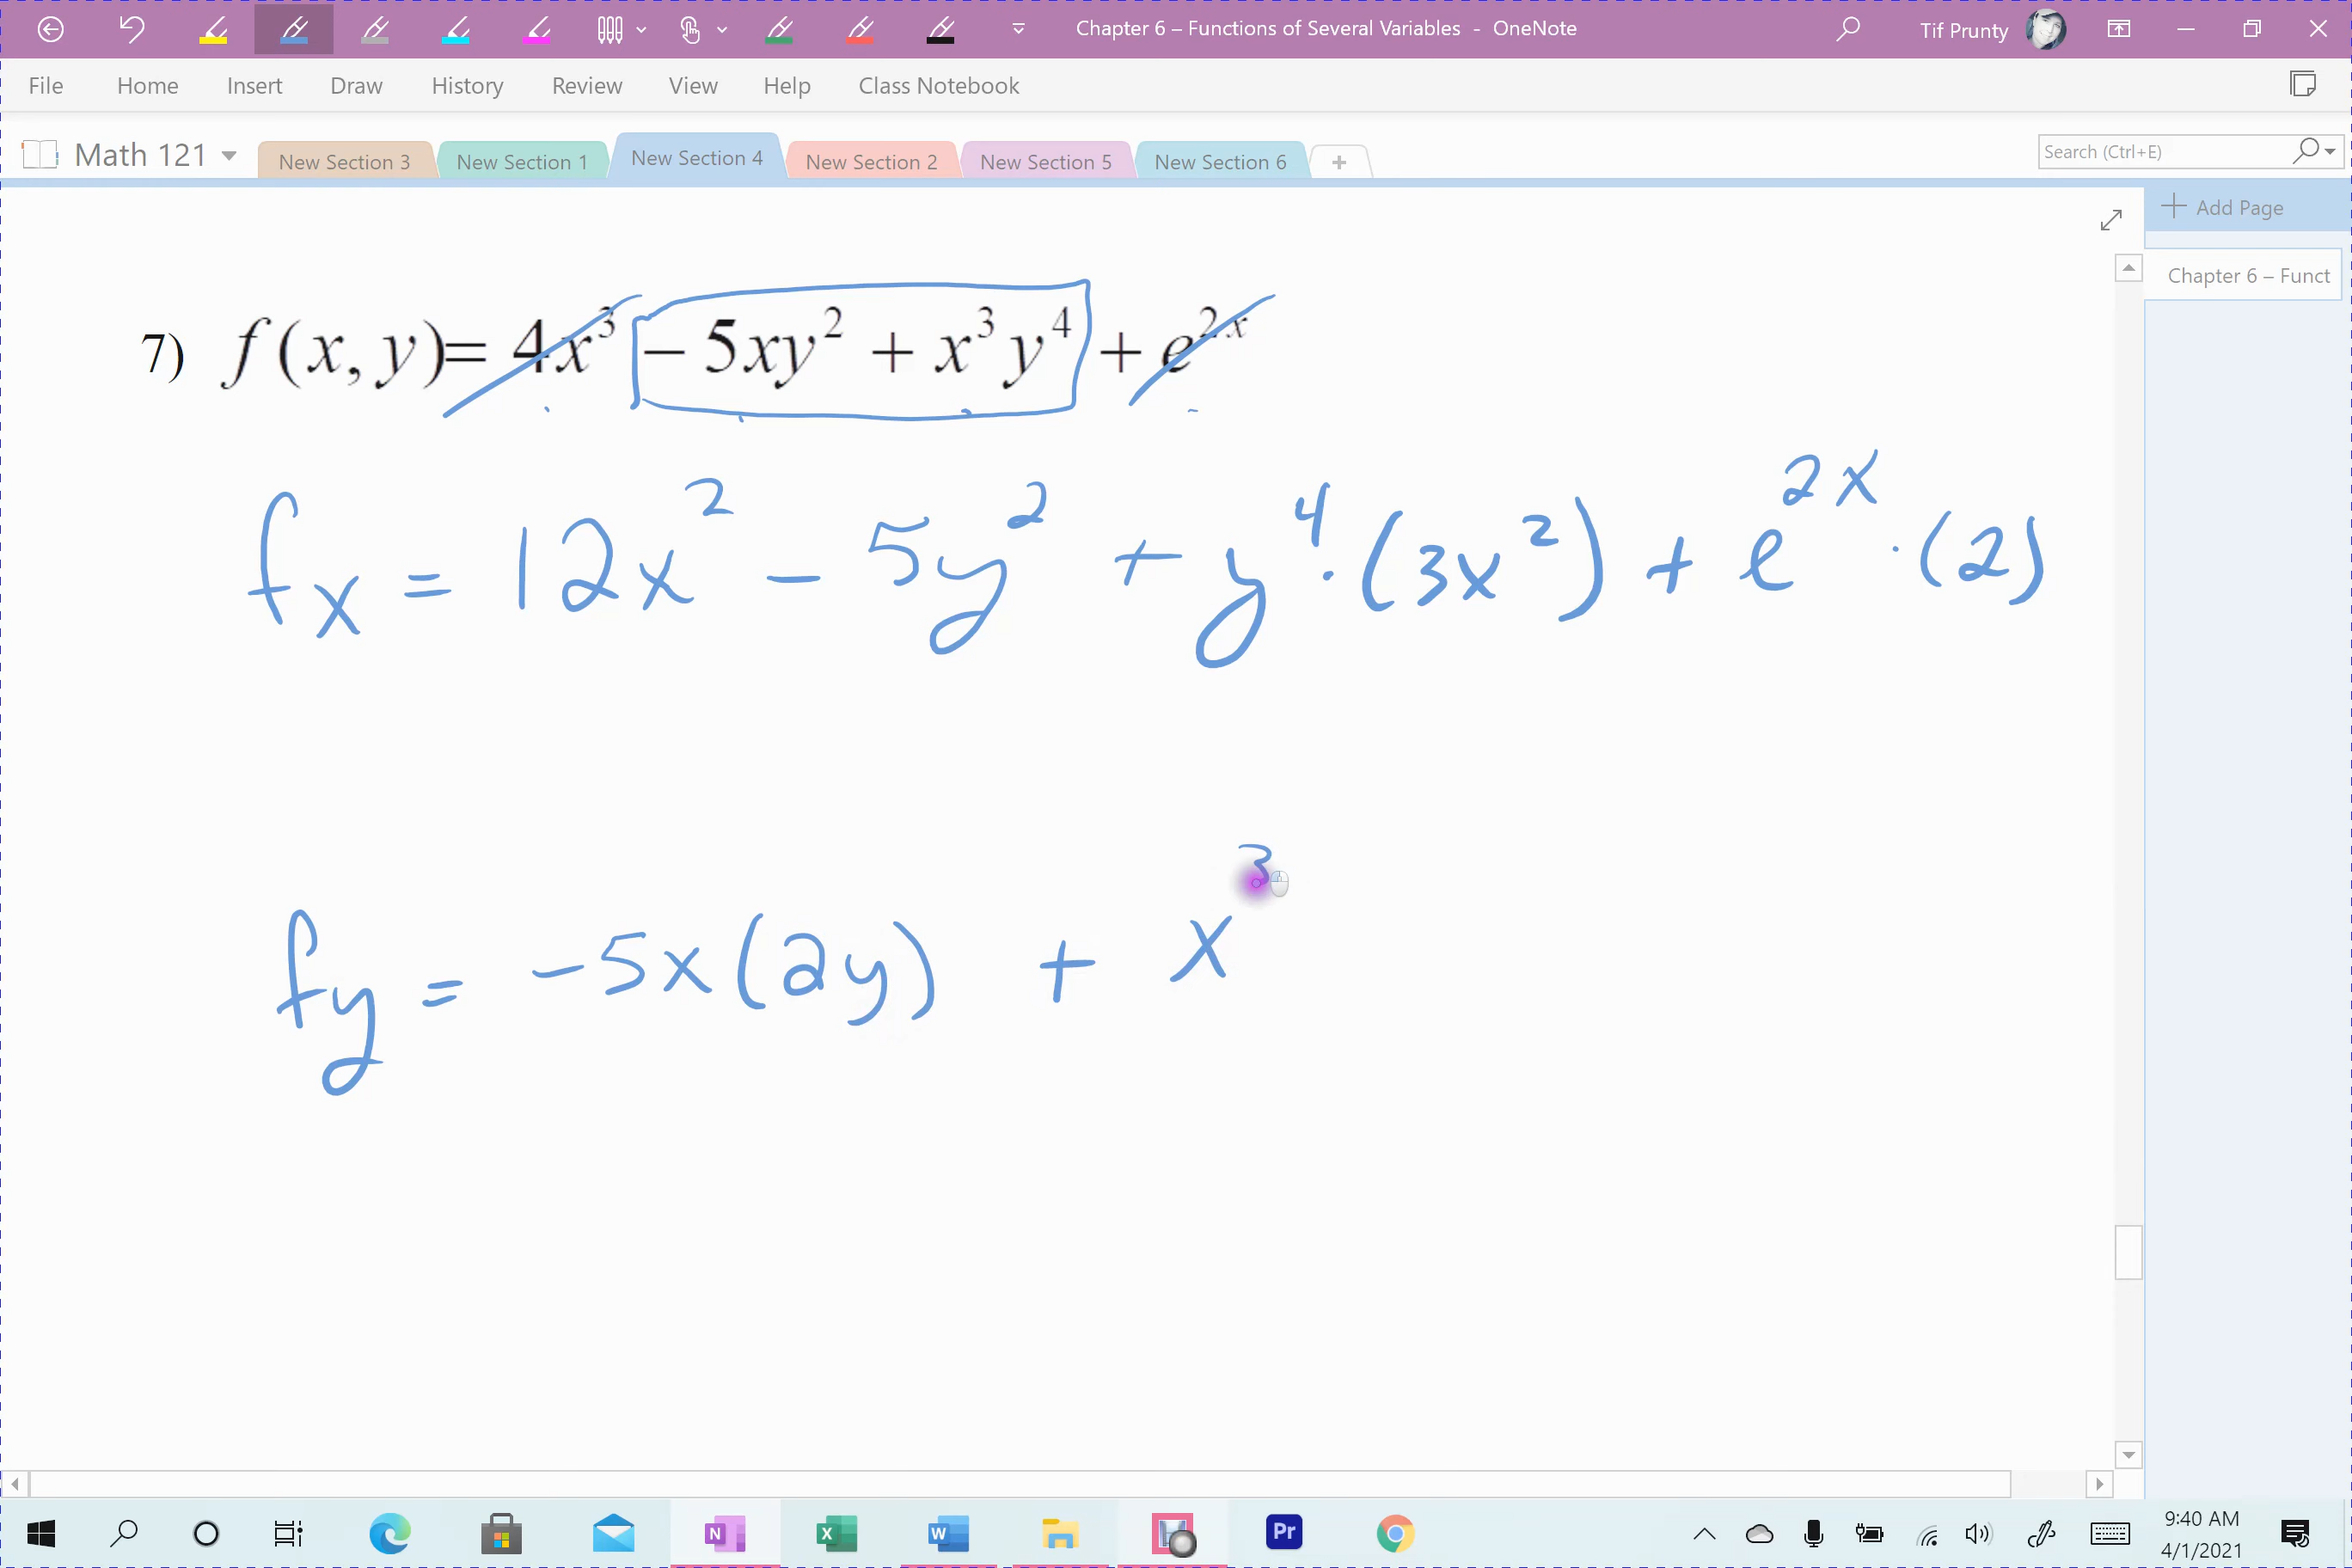 Chapter 6 – Functions of Several Variables - OneNote
Tif Prunty
File Home Insert Draw History Review View Help Class Notebook
Math 121 New Section 3 New Section 1 New Section 4 New Section 2 New Section 5 New Section 6 +
Search (Ctrl+E)
Add Page
Chapter 6 – Funct
7) f(x, y)= 4x³ − 5xy² + x³y⁴ + e²ˣ
fₓ = 12x² − 5y² + y⁴ · (3x²) + e²ˣ · (2)
fy = −5x(2y) + x³
N X W Pr
9:40 AM
4/1/2021